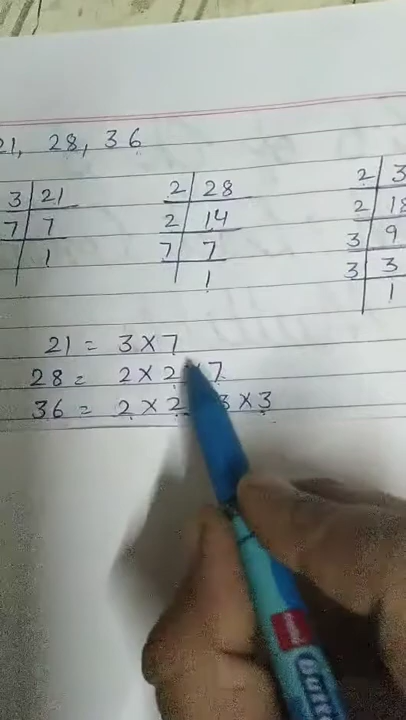 21, 28, 36
3 21 2 28 2 3
7 7 2 14 2 18
1 7 7 3 9
1 3 3
1
21 = 3 × 7
28 = 2 × 2 × 7
36 = 2 × 2 3 × 3